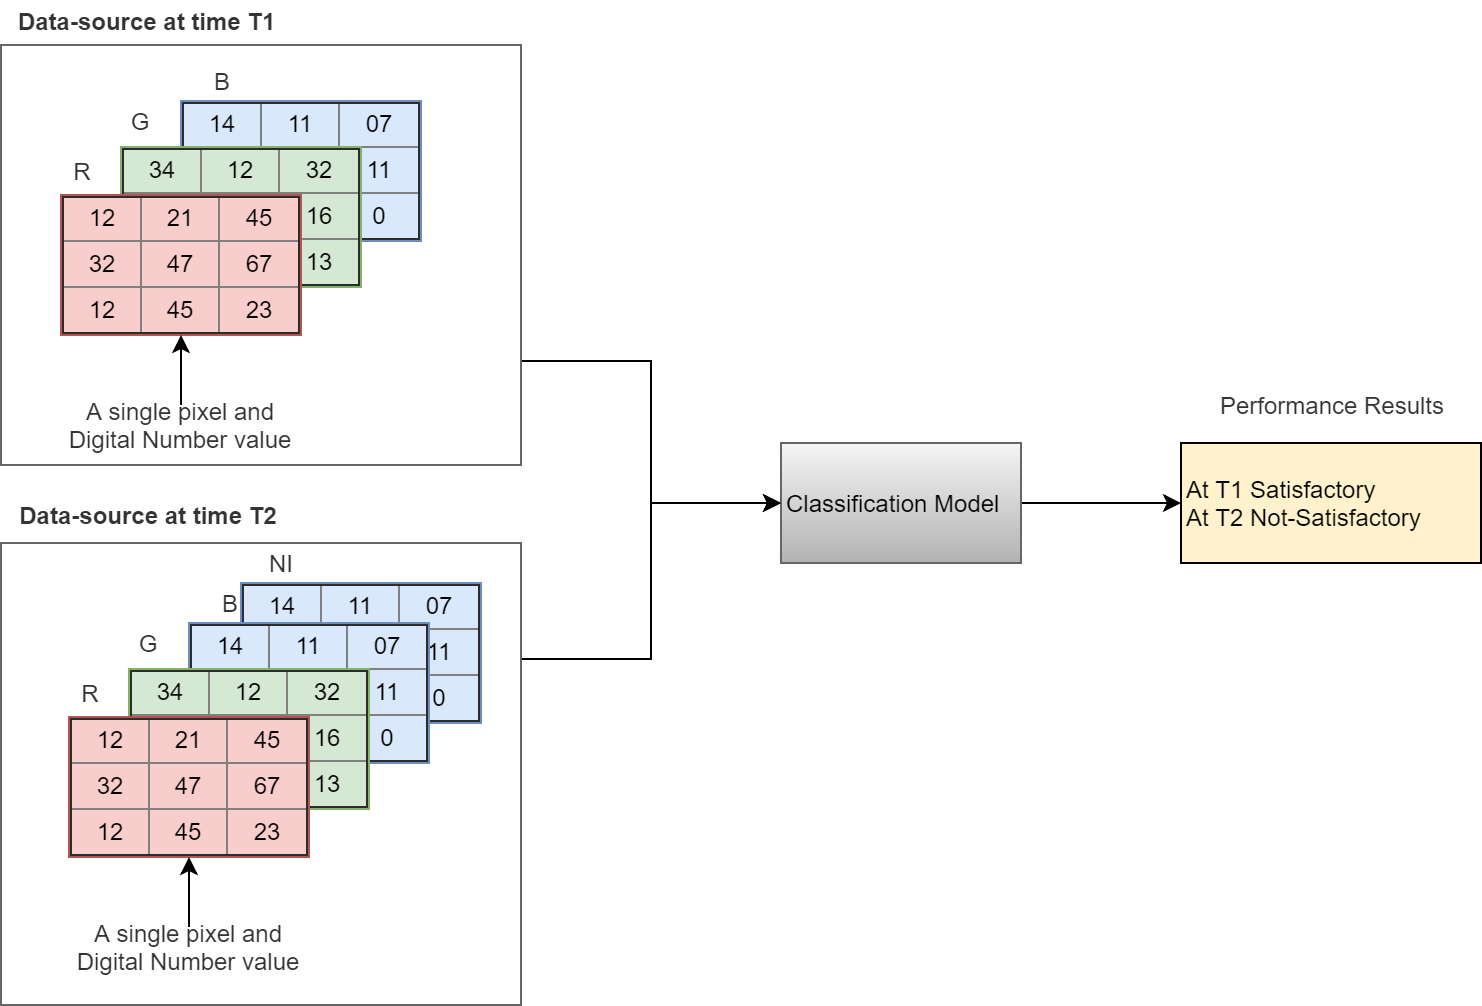 Data-source at time T1
B
G
14 11 07
R
34 12 32 11
12 21 45 16 0
32 47 67 13
12 45 23
A single pixel and
Digital Number value
Data-source at time T2
NI
B 14 11 07
G 14 11 07 11
R 34 12 32 11 0
12 21 45 16 0
32 47 67 13
12 45 23
A single pixel and
Digital Number value
Classification Model
Performance Results
At T1 Satisfactory
At T2 Not-Satisfactory